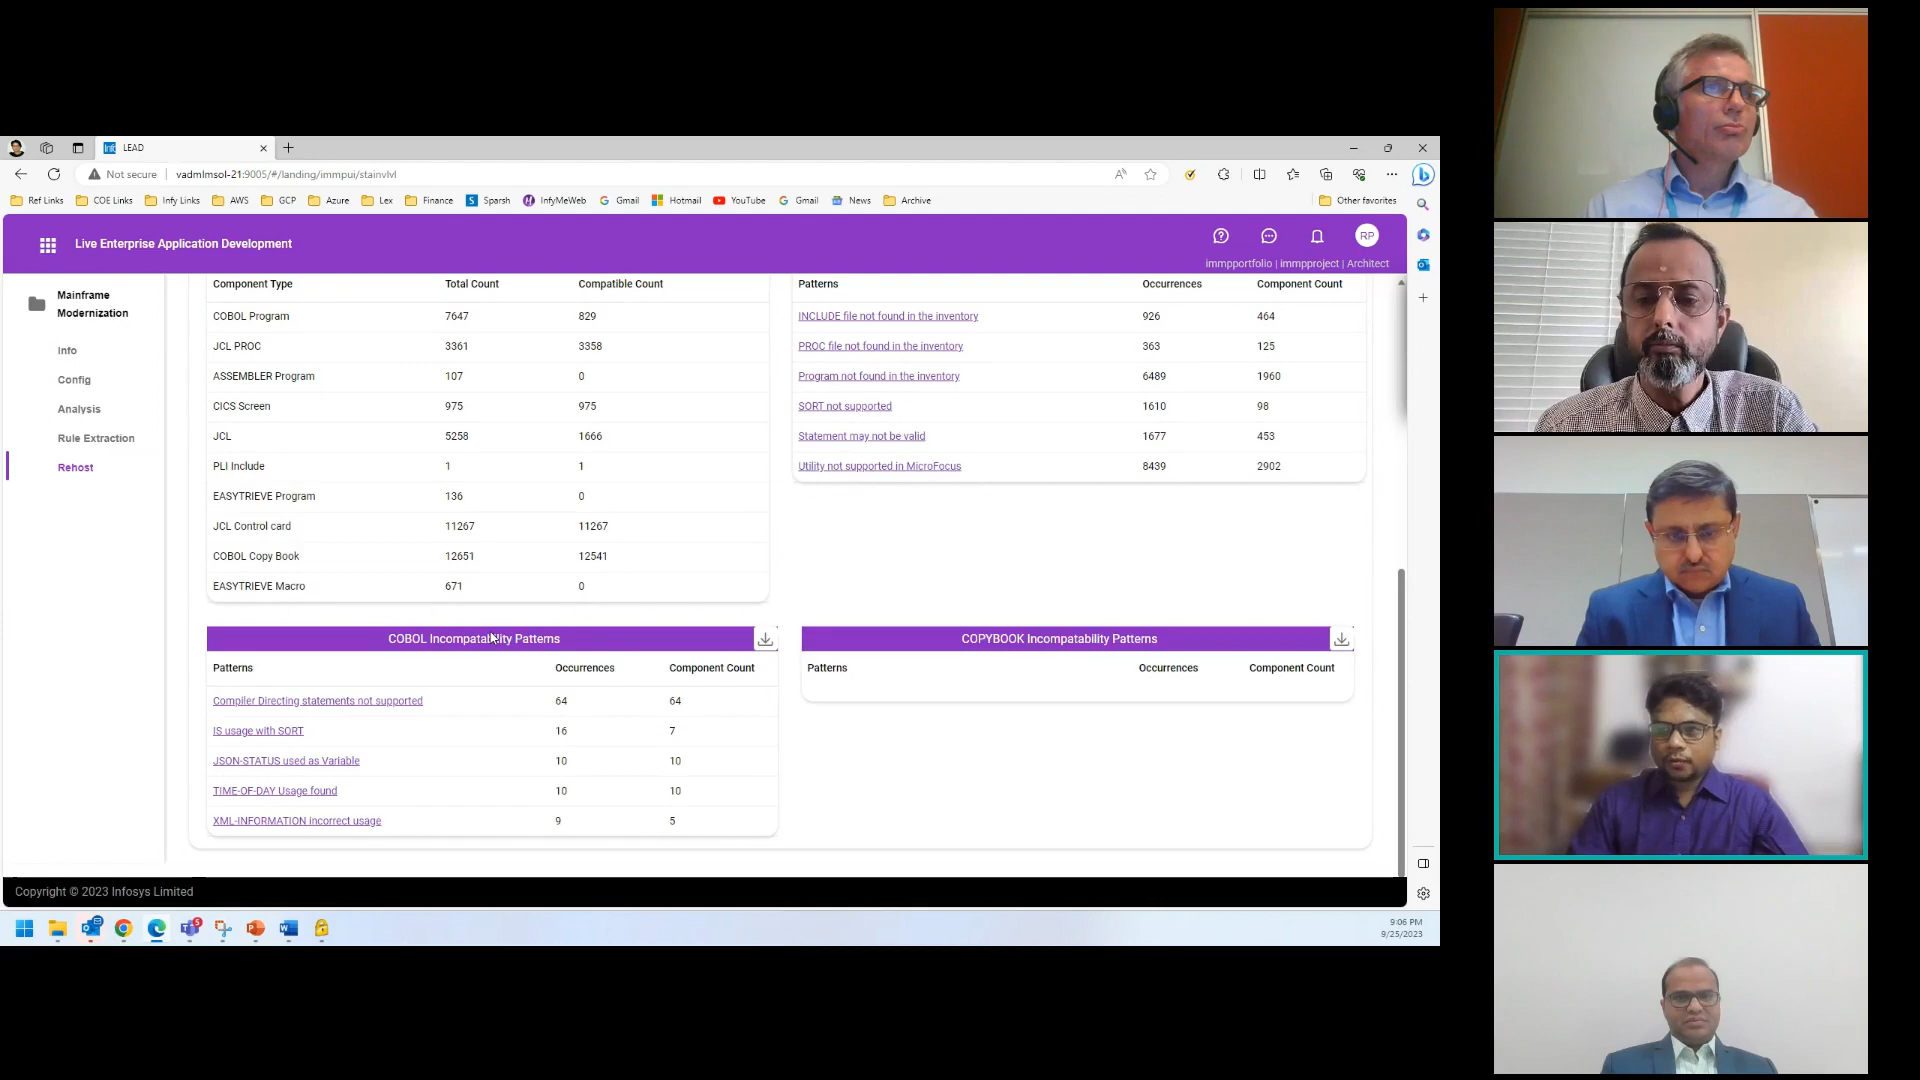 LEAD
Not secure
vadmlmsol-21:9005/#/landing/immpui/stainvlvl
Ref Links COE Links Infy Links AWS GCP Azure Lex Finance Sparsh InfyMeWeb Gmail Hotmail YouTube Gmail News Archive Other favorites
Live Enterprise Application Development
RP
immpportfolio | immpproject | Architect
Mainframe
Modernization
Info
Config
Analysis
Rule Extraction
Rehost
Component Type Total Count Compatible Count
COBOL Program 7647 829
JCL PROC 3361 3358
ASSEMBLER Program 107 0
CICS Screen 975 975
JCL 5258 1666
PLI Include 1 1
EASYTRIEVE Program 136 0
JCL Control card 11267 11267
COBOL Copy Book 12651 12541
EASYTRIEVE Macro 671 0
Patterns Occurrences Component Count
INCLUDE file not found in the inventory 926 464
PROC file not found in the inventory 363 125
Program not found in the inventory 6489 1960
SORT not supported 1610 98
Statement may not be valid 1677 453
Utility not supported in MicroFocus 8439 2902
COBOL Incompatability Patterns
Patterns Occurrences Component Count
Compiler Directing statements not supported 64 64
IS usage with SORT 16 7
JSON-STATUS used as Variable 10 10
TIME-OF-DAY Usage found 10 10
XML-INFORMATION incorrect usage 9 5
COPYBOOK Incompatability Patterns
Patterns Occurrences Component Count
Copyright © 2023 Infosys Limited
9:06 PM
9/25/2023